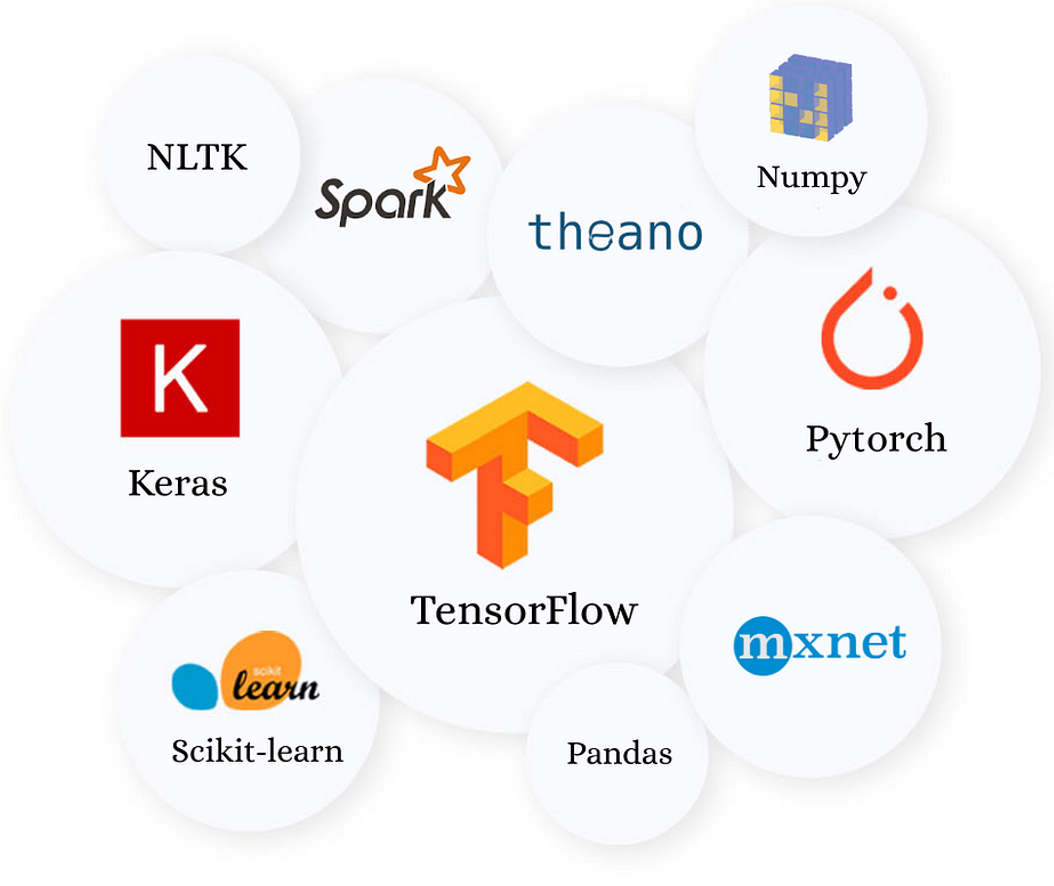 NLTK
Spark
theano
Numpy
K
Keras
Pytorch
TensorFlow
scikit
learn
Scikit-learn
mxnet
Pandas